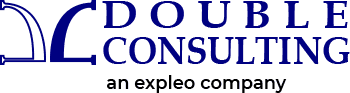 DOUBLE
CONSULTING
an expleo company